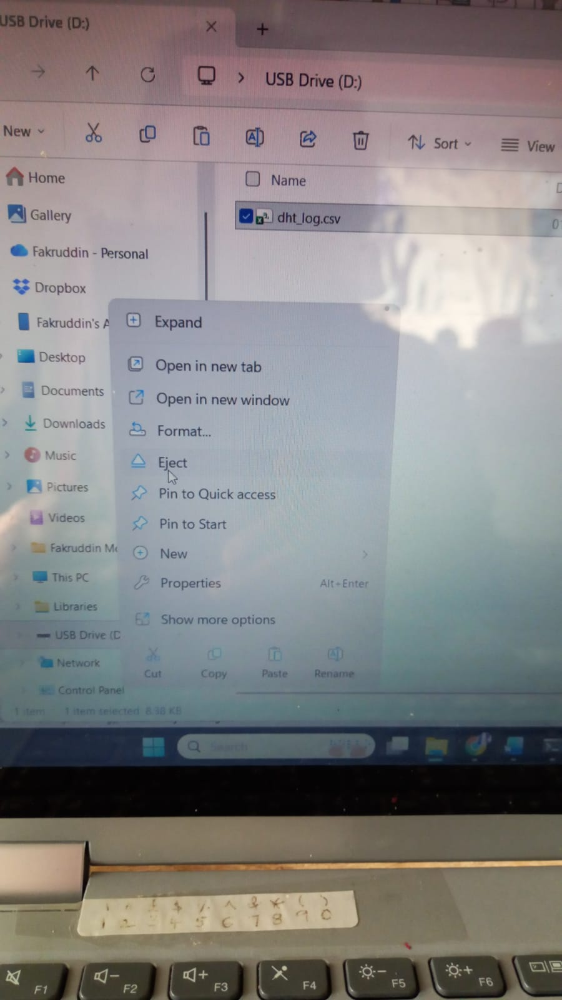 USB Drive (D:)
USB Drive (D:)
New
Sort
View
Home
Name
Gallery
dht_log.csv
Fakruddin - Personal
Dropbox
Fakruddin's A
Expand
Desktop
Open in new tab
Documents
Open in new window
Downloads
Format...
Music
Eject
Pictures
Pin to Quick access
Videos
Pin to Start
Fakruddin Mo
New
This PC
Properties Alt+Enter
Libraries
Show more options
USB Drive (D
Network
Cut Copy Paste Rename
Control Panel
1 item 1 item selected 8.38 KB
Search
$ % ^ & * ( )
1 2 4 5 6 7 8 9 0
F1 F2 F3 F4 F5 F6